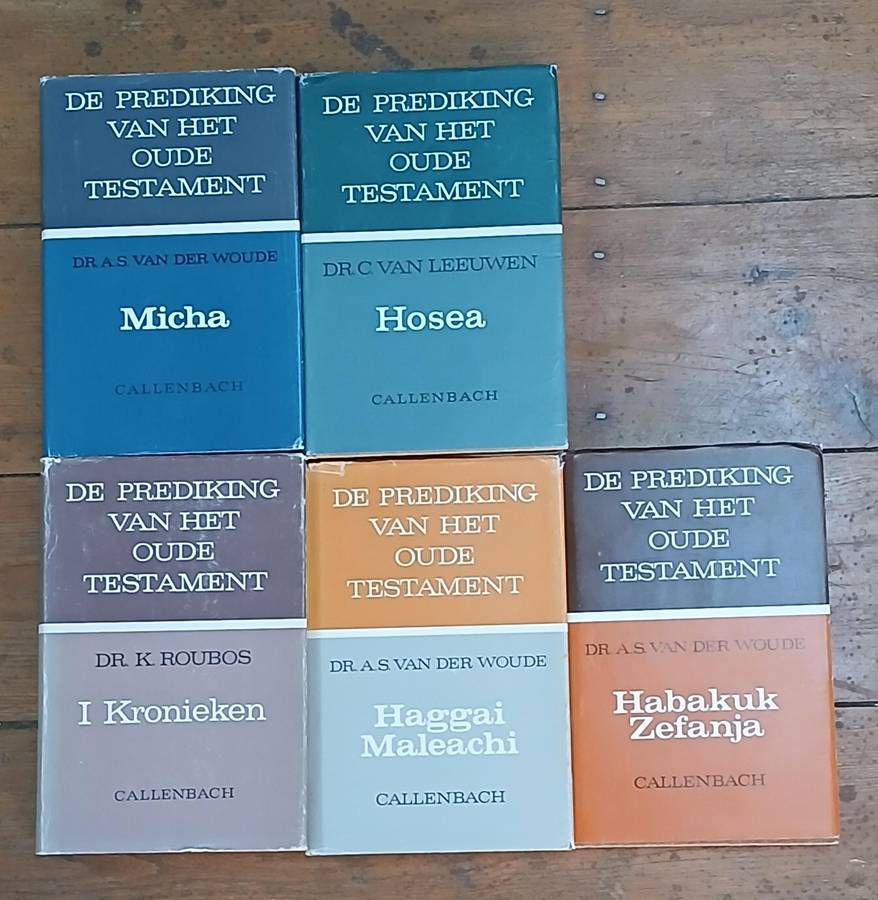 DE PREDIKING
VAN HET
OUDE
TESTAMENT
DR. A.S. VAN DER WOUDE
Micha
CALLENBACH
DE PREDIKING
VAN HET
OUDE
TESTAMENT
DR. C. VAN LEEUWEN
Hosea
CALLENBACH
DE PREDIKING
VAN HET
OUDE
TESTAMENT
DR. K. ROUBOS
I Kronieken
CALLENBACH
DE PREDIKING
VAN HET
OUDE
TESTAMENT
DR. A.S. VAN DER WOUDE
Haggai
Maleachi
CALLENBACH
DE PREDIKING
VAN HET
OUDE
TESTAMENT
DR. A.S. VAN DER WOUDE
Habakuk
Zefanja
CALLENBACH